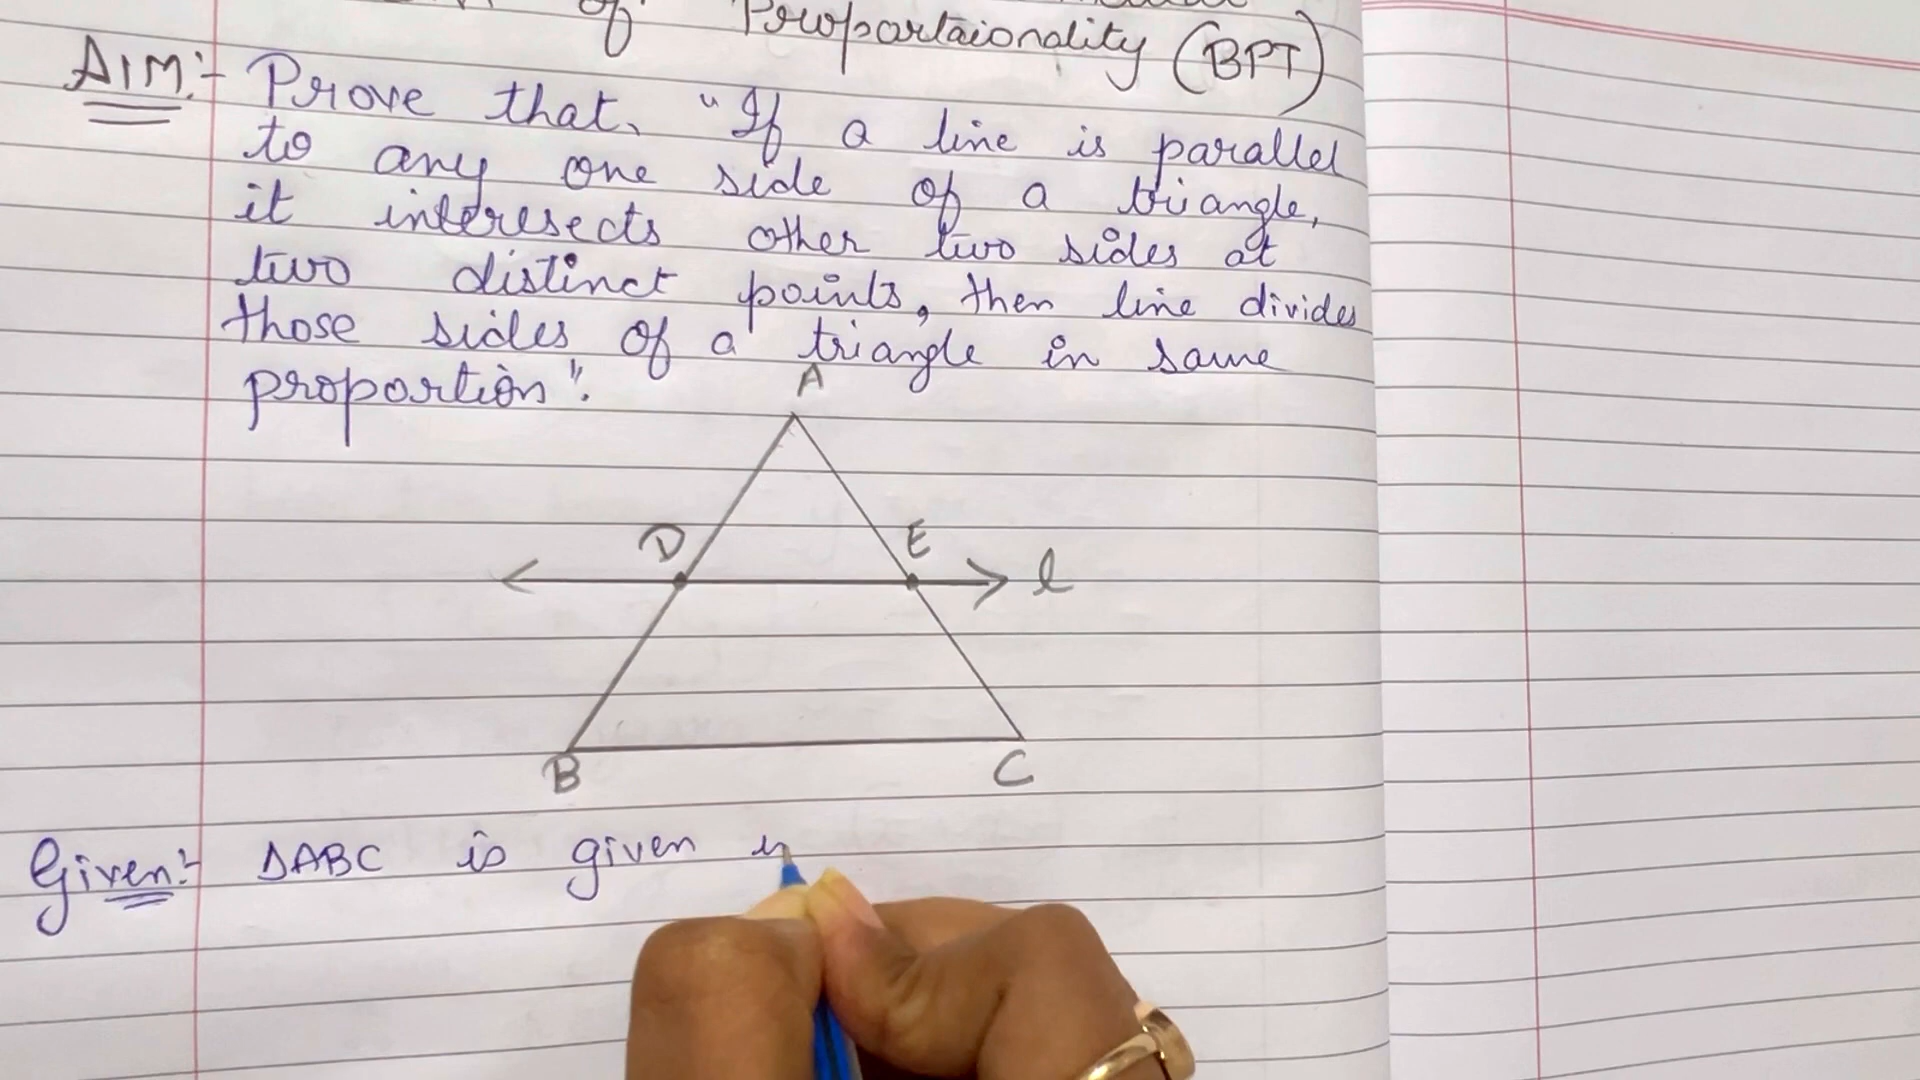 of Proportaionality (BPT)
AIM:- Prove that, "If a line is parallel
to any one side of a triangle,
it interesects other two sides at
two distinct points, then line divides
those sides of a triangle in same
proportion".
A
D E
l
B C
Given:- ΔABC is given